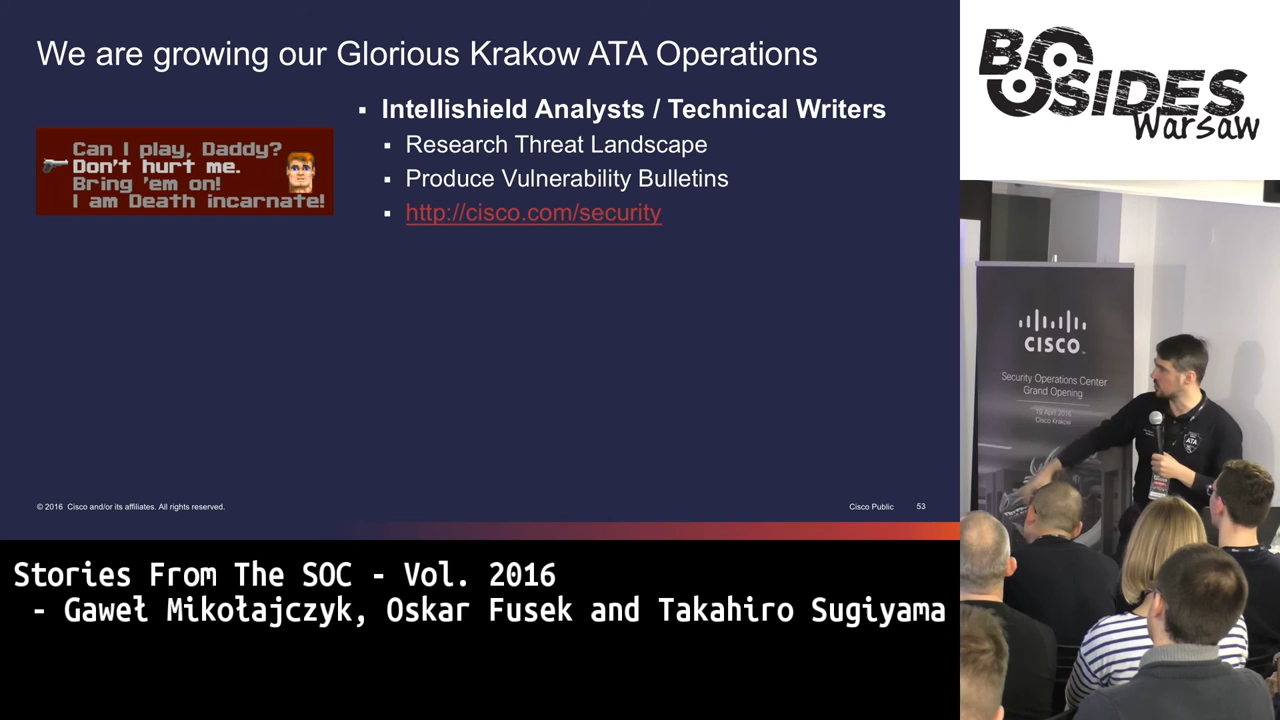 We are growing our Glorious Krakow ATA Operations
Can I play, Daddy?
Don't hurt me.
Bring 'em on!
I am Death incarnate!
▪ Intellishield Analysts / Technical Writers
▪ Research Threat Landscape
▪ Produce Vulnerability Bulletins
▪ http://cisco.com/security
© 2016 Cisco and/or its affiliates. All rights reserved.
Cisco Public 53
Stories From The SOC - Vol. 2016
- Gaweł Mikołajczyk, Oskar Fusek and Takahiro Sugiyama
BSIDES
Warsaw
CISCO
Security Operations Center
Grand Opening
19 April 2016
Cisco Krakow
ATA